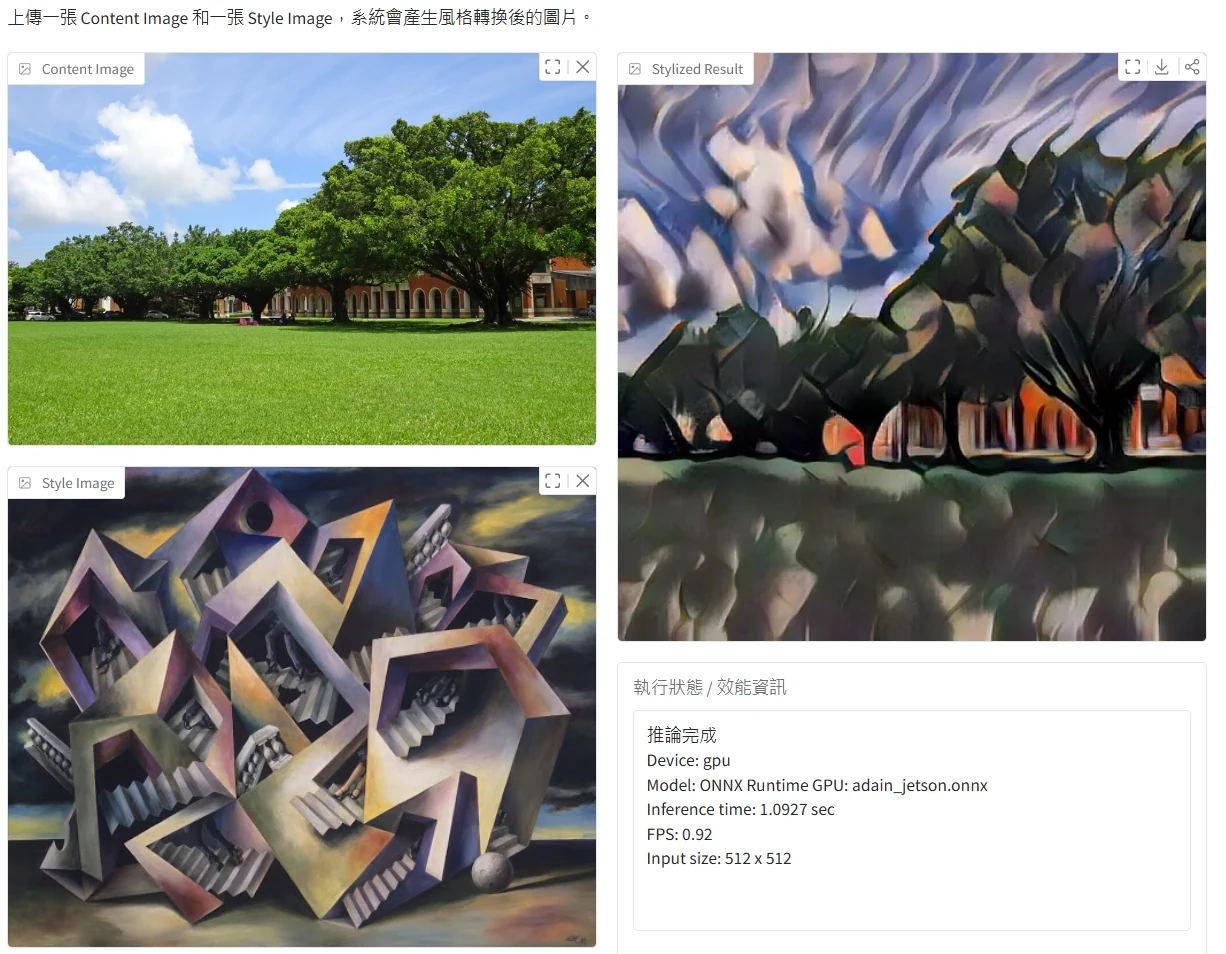 上傳一張 Content Image 和一張 Style Image，系統會產生風格轉換後的圖片。
Content Image
Style Image
Stylized Result
執行狀態 / 效能資訊
推論完成
Device: gpu
Model: ONNX Runtime GPU: adain_jetson.onnx
Inference time: 1.0927 sec
FPS: 0.92
Input size: 512 x 512